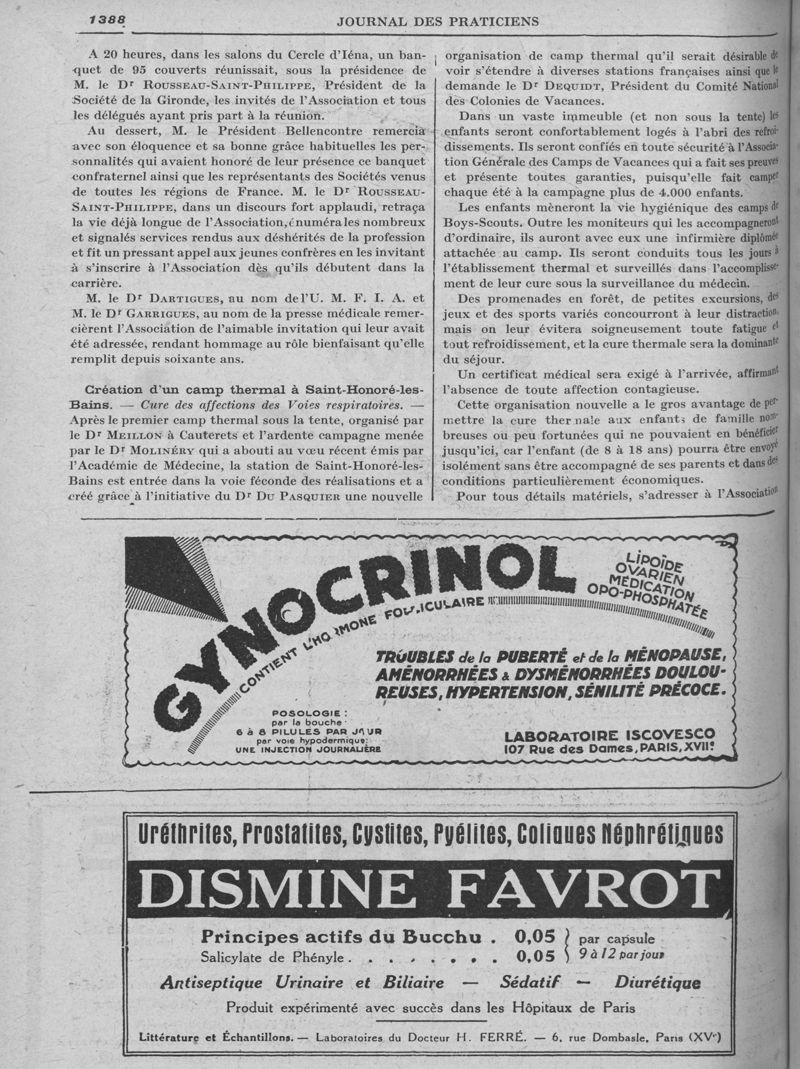 1388
JOURNAL DES PRATICIENS
A 20 heures, dans les salons du Cercle d'Iéna, un ban-
quet de 95 couverts réunissait, sous la présidence de
M. le Dr ROUSSEAU-SAINT-PHILIPPE, Président de la
Société de la Gironde, les invités de l'Association et tous
les délégués ayant pris part à la réunion.
Au dessert, M. le Président Bellencontre remercia
avec son éloquence et sa bonne grâce habituelles les per-
sonnalités qui avaient honoré de leur présence ce banquet
confraternel ainsi que les représentants des Sociétés venus
de toutes les régions de France. M. le Dr ROUSSEAU-
SAINT-PHILIPPE, dans un discours fort applaudi, retraça
la vie déjà longue de l'Association,énuméra les nombreux
et signalés services rendus aux déshérités de la profession
et fit un pressant appel aux jeunes confrères en les invitant
à s'inscrire à l'Association dès qu'ils débutent dans la
carrière.
M. le Dr DARTIGUES, au nom de l'U. M. F. I. A. et
M. le Dr GARRIGUES, au nom de la presse médicale remer-
cièrent l'Association de l'aimable invitation qui leur avait
été adressée, rendant hommage au rôle bienfaisant qu'elle
remplit depuis soixante ans.
Création d'un camp thermal à Saint-Honoré-les-
Bains. — Cure des affections des Voies respiratoires. —
Après le premier camp thermal sous la tente, organisé par
le Dr MEILLON à Cauterets et l'ardente campagne menée
par le Dr MOLINÉRY qui a abouti au vœu récent émis par
l'Académie de Médecine, la station de Saint-Honoré-les-
Bains est entrée dans la voie féconde des réalisations et a
créé grâce à l'initiative du Dr DU PASQUIER une nouvelle
organisation de camp thermal qu'il serait désirable de
voir s'étendre à diverses stations françaises ainsi que le
demande le Dr DEQUIDT, Président du Comité National
des Colonies de Vacances.
Dans un vaste immeuble (et non sous la tente) les
enfants seront confortablement logés à l'abri des refroi-
dissements. Ils seront confiés en toute sécurité à l'Associa-
tion Générale des Camps de Vacances qui a fait ses preuves
et présente toutes garanties, puisqu'elle fait camper
chaque été à la campagne plus de 4.000 enfants.
Les enfants mèneront la vie hygiénique des camps de
Boys-Scouts. Outre les moniteurs qui les accompagneront
d'ordinaire, ils auront avec eux une infirmière diplômée
attachée au camp. Ils seront conduits tous les jours à
l'établissement thermal et surveillés dans l'accomplisse-
ment de leur cure sous la surveillance du médecin.
Des promenades en forêt, de petites excursions, des
jeux et des sports variés concourront à leur distraction,
mais on leur évitera soigneusement toute fatigue et
tout refroidissement, et la cure thermale sera la dominante
du séjour.
Un certificat médical sera exigé à l'arrivée, affirmant
l'absence de toute affection contagieuse.
Cette organisation nouvelle a le gros avantage de per-
mettre la cure thermale aux enfants de famille nom-
breuses ou peu fortunées qui ne pouvaient en bénéficier
jusqu'ici, car l'enfant (de 8 à 18 ans) pourra être envoyé
isolément sans être accompagné de ses parents et dans des
conditions particulièrement économiques.
Pour tous détails matériels, s'adresser à l'Association
GYNOCRINOL
CONTIENT L'HORMONE FOLLICULAIRE
LIPOÏDE
OVARIEN
MÉDICATION
OPO-PHOSPHATÉE
TROUBLES de la PUBERTÉ et de la MÉNOPAUSE,
AMÉNORRHÉES & DYSMÉNORRHÉES DOULOU-
REUSES, HYPERTENSION, SÉNILITÉ PRÉCOCE.
POSOLOGIE:
par la bouche
6 à 8 PILULES PAR JOUR
par voie hypodermique:
UNE INJECTION JOURNALIÈRE
LABORATOIRE ISCOVESCO
107 Rue des Dames, PARIS, XVIIe
Uréthrites, Prostatites, Cystites, Pyélites, Coliques Néphrétiques
DISMINE FAVROT
Principes actifs du Bucchu . 0,05 } par capsule
Salicylate de Phényle . . . . . . . 0,05 } 9 à 12 par jour
Antiseptique Urinaire et Biliaire — Sédatif — Diurétique
Produit expérimenté avec succès dans les Hôpitaux de Paris
Littérature et Échantillons. — Laboratoires du Docteur H. FERRÉ. — 6, rue Dombasle, Paris (XVe)